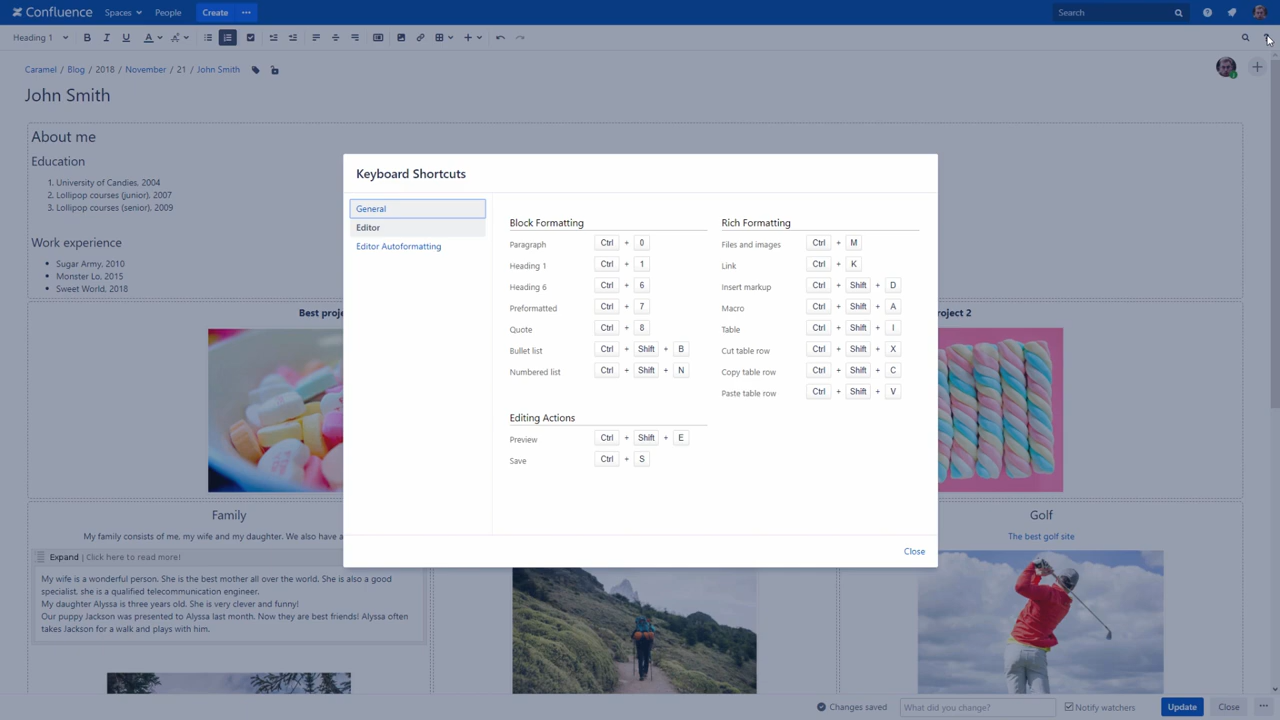 Confluence Spaces People Create ••• Search
Heading 1 B I U A
Caramel / Blog / 2018 / November / 21 / John Smith
John Smith
About me
Education
1. University of Candies, 2004
2. Lollipop courses (junior), 2007
3. Lollipop courses (senior), 2009
Work experience
• Sugar Army, 2010
• Monster Lo, 2015
• Sweet World, 2018
Best proje
oject 2
Keyboard Shortcuts
General
Editor
Editor Autoformatting
Block Formatting
Paragraph Ctrl + 0
Heading 1 Ctrl + 1
Heading 6 Ctrl + 6
Preformatted Ctrl + 7
Quote Ctrl + 8
Bullet list Ctrl + Shift + B
Numbered list Ctrl + Shift + N
Editing Actions
Preview Ctrl + Shift + E
Save Ctrl + S
Rich Formatting
Files and images Ctrl + M
Link Ctrl + K
Insert markup Ctrl + Shift + D
Macro Ctrl + Shift + A
Table Ctrl + Shift + I
Cut table row Ctrl + Shift + X
Copy table row Ctrl + Shift + C
Paste table row Ctrl + Shift + V
Close
Family
My family consists of me, my wife and my daughter. We also have a
Expand | Click here to read more!
My wife is a wonderful person. She is the best mother all over the world. She is also a good
specialist. she is a qualified telecommunication engineer.
My daughter Alyssa is three years old. She is very clever and funny!
Our puppy Jackson was presented to Alyssa last month. Now they are best friends! Alyssa often
takes Jackson for a walk and plays with him.
Golf
The best golf site
Changes saved What did you change? Notify watchers Update Close •••